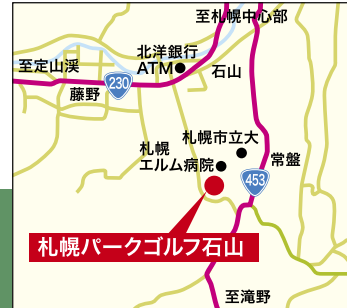 至札幌中心部
北洋銀行
ATM
至定山渓
石山
230
藤野
札幌市立大
札幌
エルム病院
常盤
453
札幌パークゴルフ石山
至滝野